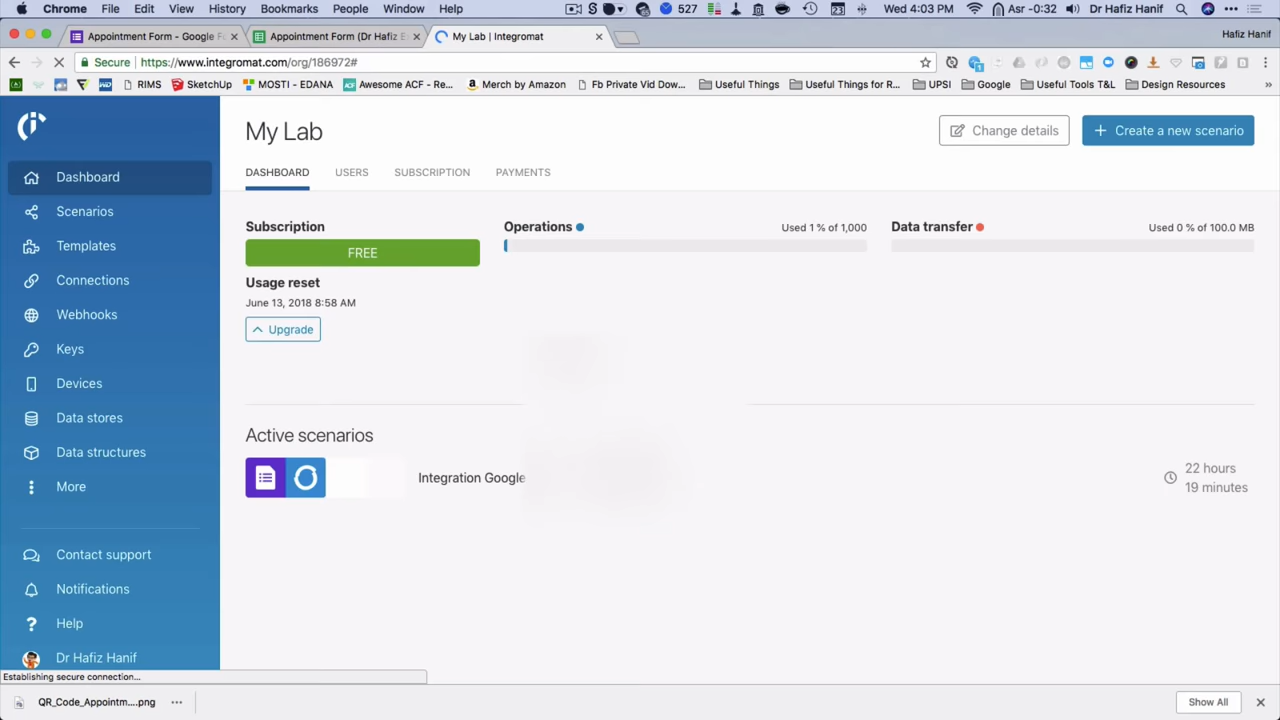 Chrome File Edit View History Bookmarks People Window Help 527 Wed 4:03 PM Asr -0:32 Dr Hafiz Hanif
Appointment Form - Google Fo Appointment Form (Dr Hafiz Es My Lab | Integromat Hafiz Hanif
Secure https://www.integromat.com/org/186972#
RIMS SketchUp MOSTI - EDANA Awesome ACF - Re... Merch by Amazon Fb Private Vid Dow... Useful Things Useful Things for R... UPSI Google Useful Tools T&L Design Resources »
My Lab
Change details
+ Create a new scenario
DASHBOARD USERS SUBSCRIPTION PAYMENTS
Dashboard
Scenarios
Templates
Connections
Webhooks
Keys
Devices
Data stores
Data structures
More
Contact support
Notifications
Help
Dr Hafiz Hanif
Subscription
FREE
Usage reset
June 13, 2018 8:58 AM
Upgrade
Operations Used 1 % of 1,000
Data transfer Used 0 % of 100.0 MB
Active scenarios
Integration Google
22 hours
19 minutes
Establishing secure connection...
QR_Code_Appointm....png
Show All